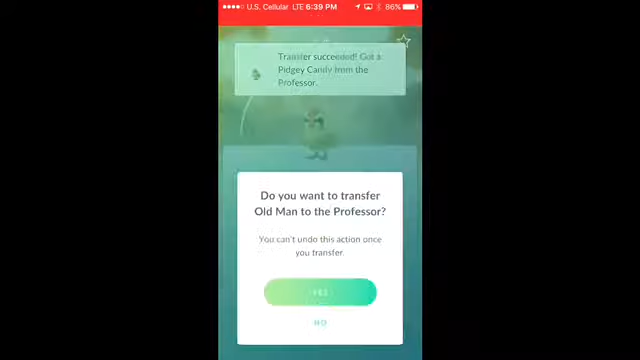 U.S. Cellular LTE 6:39 PM 86%
Transfer succeeded! Got a
Pidgey Candy from the
Professor.
Do you want to transfer
Old Man to the Professor?
You can't undo this action once
you transfer.
YES
NO